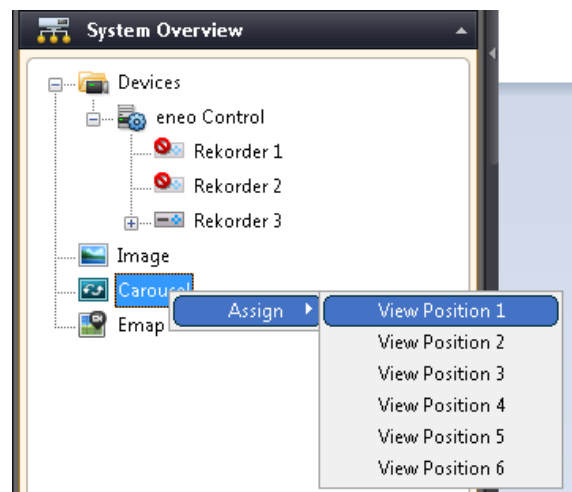 System Overview
Devices
eneo Control
Rekorder 1
Rekorder 2
Rekorder 3
Image
Carousel
Assign
View Position 1
Emap
View Position 2
View Position 3
View Position 4
View Position 5
View Position 6